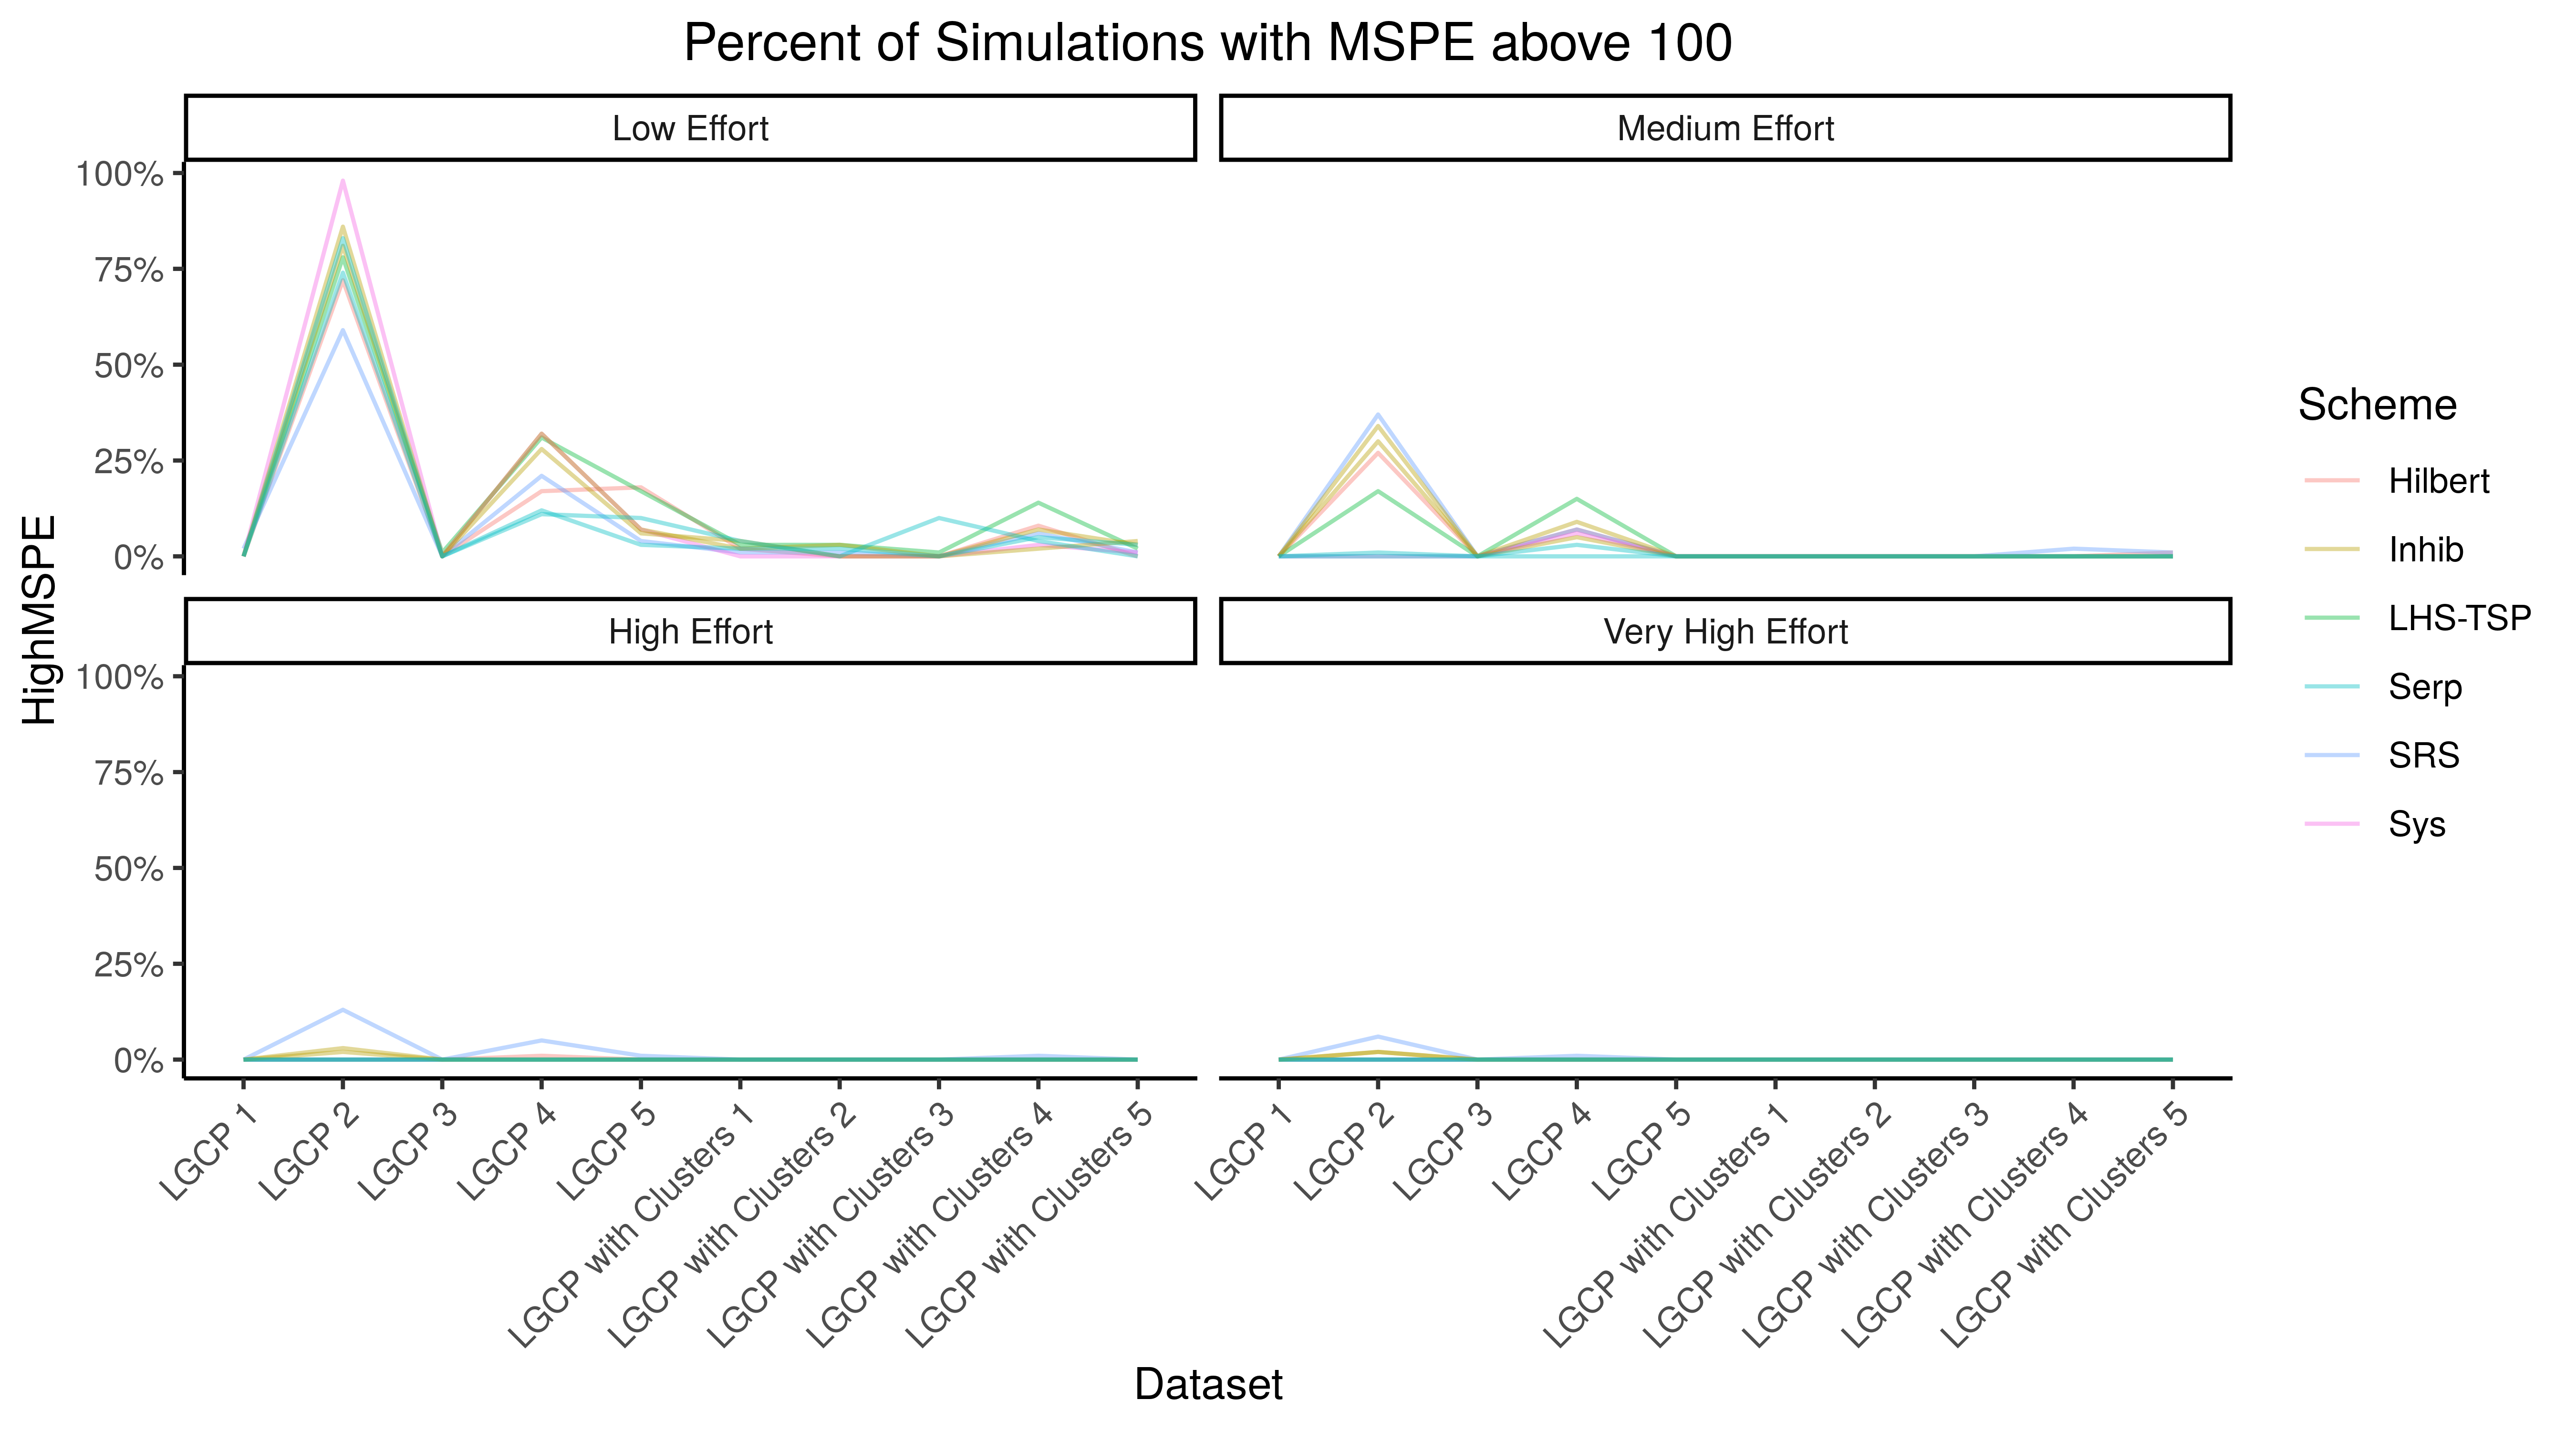 Percent of Simulations with MSPE above 100
Low Effort
Medium Effort
100%
75%
50%
25%
0%
High Effort
Very High Effort
100%
75%
50%
25%
0%
HighMSPE
LGCP 1
LGCP 2
LGCP 3
LGCP 4
LGCP 5
LGCP with Clusters 1
LGCP with Clusters 2
LGCP with Clusters 3
LGCP with Clusters 4
LGCP with Clusters 5
LGCP 1
LGCP 2
LGCP 3
LGCP 4
LGCP 5
LGCP with Clusters 1
LGCP with Clusters 2
LGCP with Clusters 3
LGCP with Clusters 4
LGCP with Clusters 5
Dataset
Scheme
Hilbert
Inhib
LHS-TSP
Serp
SRS
Sys